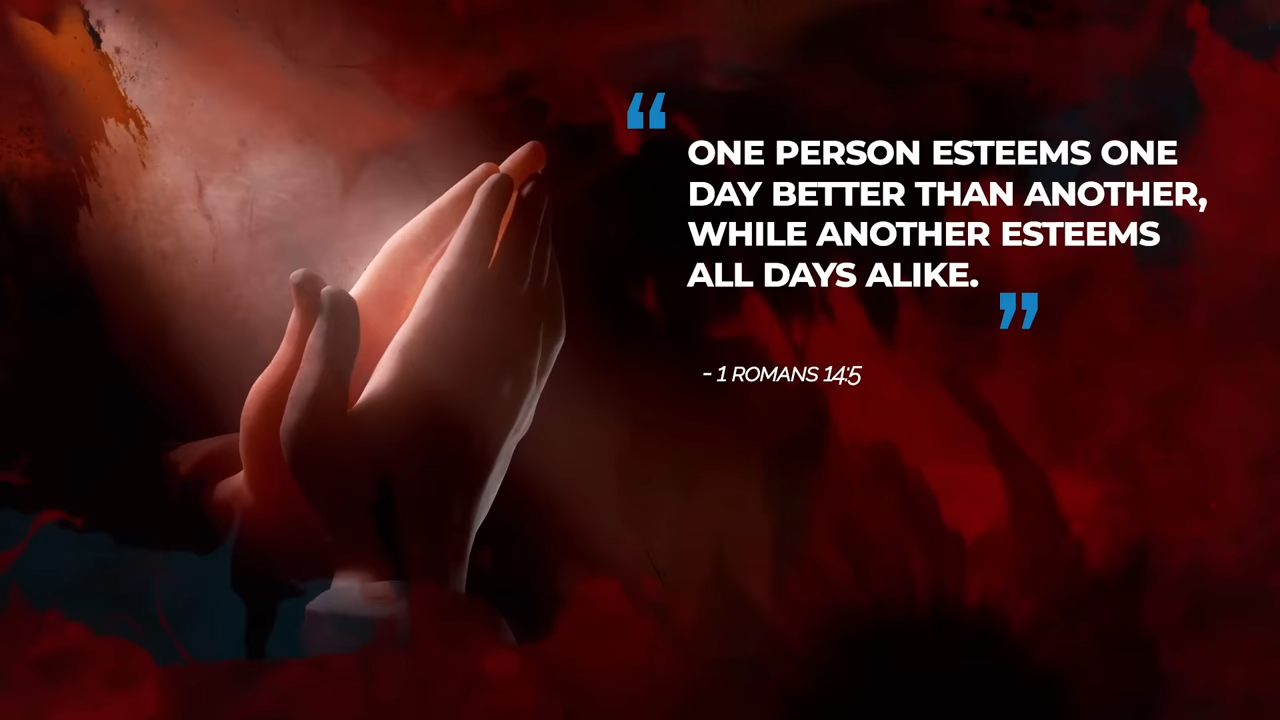 “
ONE PERSON ESTEEMS ONE
DAY BETTER THAN ANOTHER,
WHILE ANOTHER ESTEEMS
ALL DAYS ALIKE.
”
- 1 ROMANS 14:5